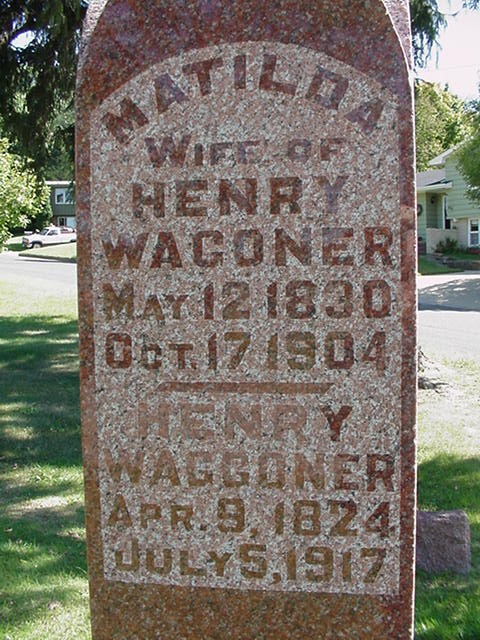 MATILDA
WIFE OF
HENRY
WAGONER
MAY 12 1830
OCT. 17 1904
HENRY
WAGGONER
APR. 9, 1824
JULY 5, 1917